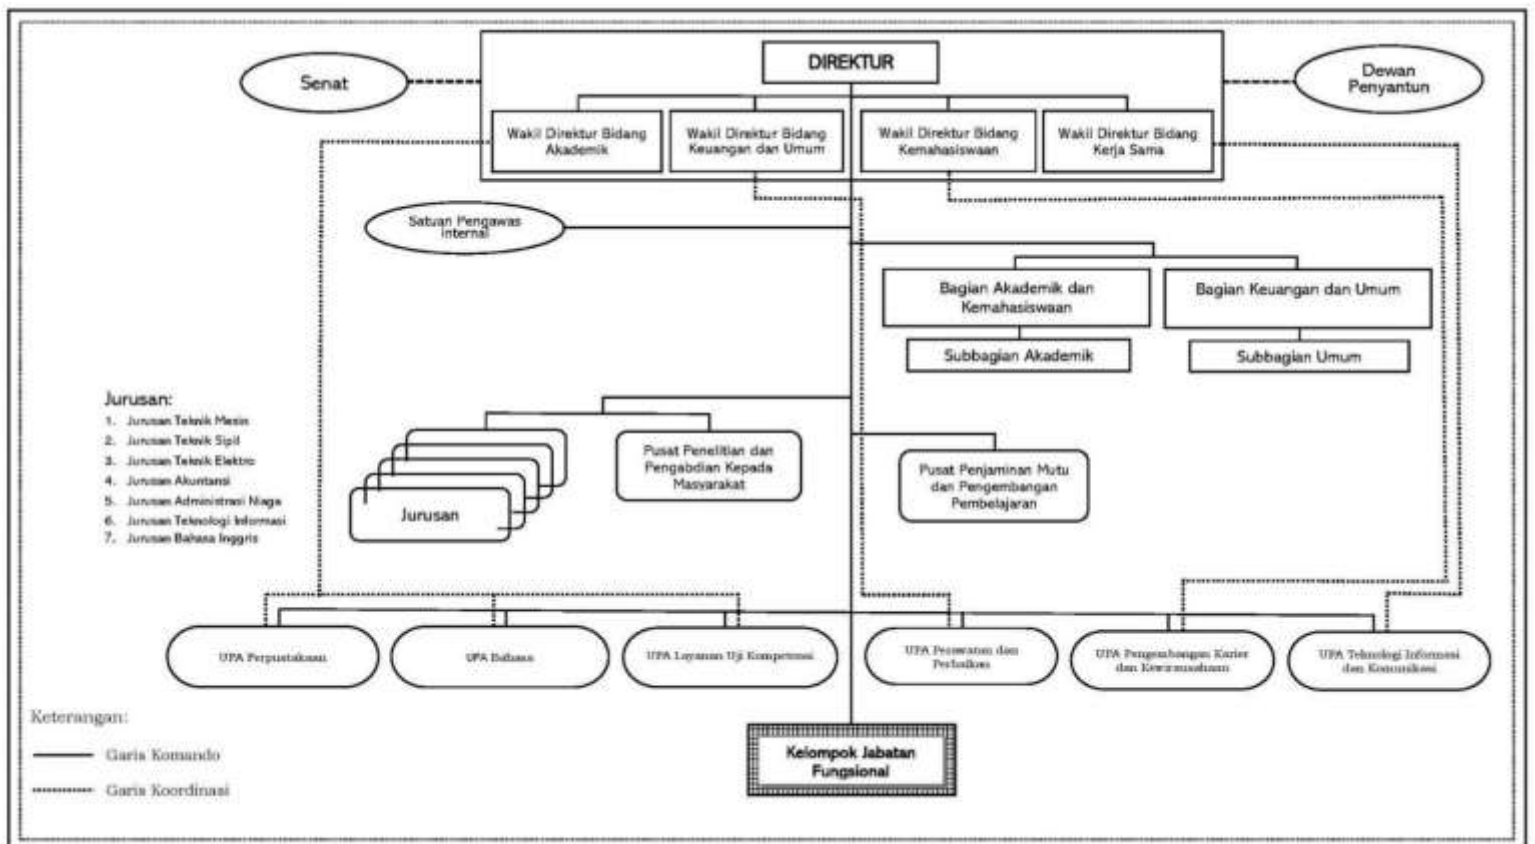 DIREKTUR
Senat
Dewan
Penyantun
Wakil Direktur Bidang
Akademik
Wakil Direktur Bidang
Keuangan dan Umum
Wakil Direktur Bidang
Kemahasiswaan
Wakil Direktur Bidang
Kerja Sama
Satuan Pengawas
internal
Bagian Akademik dan
Kemahasiswaan
Bagian Keuangan dan Umum
Subbagian Akademik
Subbagian Umum
Jurusan:
1. Jurusan Teknik Mesin
2. Jurusan Teknik Sipil
3. Jurusan Teknik Elektro
4. Jurusan Akuntansi
5. Jurusan Administrasi Niaga
6. Jurusan Teknologi Informasi
7. Jurusan Bahasa Inggris
Jurusan
Pusat Penelitian dan
Pengabdian Kepada
Masyarakat
Pusat Penjaminan Mutu
dan Pengembangan
Pembelajaran
UPA Perpustakaan
UPA Bahasa
UPA Layanan Uji Kompetensi
UPA Perawatan dan
Perbaikan
UPA Pengembangan Karier
dan Kewirausahaan
UPA Teknologi Informasi
dan Komunikasi
Keterangan:
Garis Komando
Garis Koordinasi
Kelompok Jabatan
Fungsional